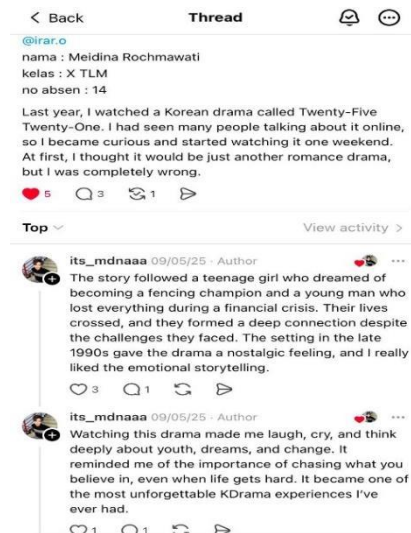 Back
Thread
@irar.o
nama : Meidina Rochmawati
kelas : X TLM
no absen : 14
Last year, I watched a Korean drama called Twenty-Five
Twenty-One. I had seen many people talking about it online,
so I became curious and started watching it one weekend.
At first, I thought it would be just another romance drama,
but I was completely wrong.
5 3 1
Top View activity
its_mdnaaa 09/05/25 · Author
The story followed a teenage girl who dreamed of
becoming a fencing champion and a young man who
lost everything during a financial crisis. Their lives
crossed, and they formed a deep connection despite
the challenges they faced. The setting in the late
1990s gave the drama a nostalgic feeling, and I really
liked the emotional storytelling.
3 1
its_mdnaaa 09/05/25 · Author
Watching this drama made me laugh, cry, and think
deeply about youth, dreams, and change. It
reminded me of the importance of chasing what you
believe in, even when life gets hard. It became one of
the most unforgettable KDrama experiences I've
ever had.
1 1